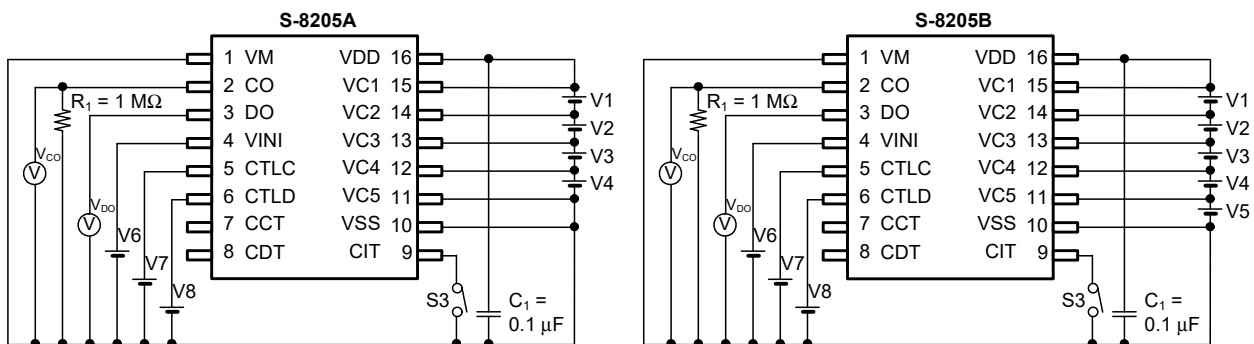 S-8205A
1 VM
2 CO
3 DO
4 VINI
5 CTLC
6 CTLD
7 CCT
8 CDT
VDD 16
VC1 15
VC2 14
VC3 13
VC4 12
VC5 11
VSS 10
CIT 9
R1 = 1 MΩ
VCO
V
VDO
V
V6
V7
V8
V1
V2
V3
V4
S3
C1 =
0.1 μF
S-8205B
1 VM
2 CO
3 DO
4 VINI
5 CTLC
6 CTLD
7 CCT
8 CDT
VDD 16
VC1 15
VC2 14
VC3 13
VC4 12
VC5 11
VSS 10
CIT 9
R1 = 1 MΩ
VCO
V
VDO
V
V6
V7
V8
V1
V2
V3
V4
V5
S3
C1 =
0.1 μF